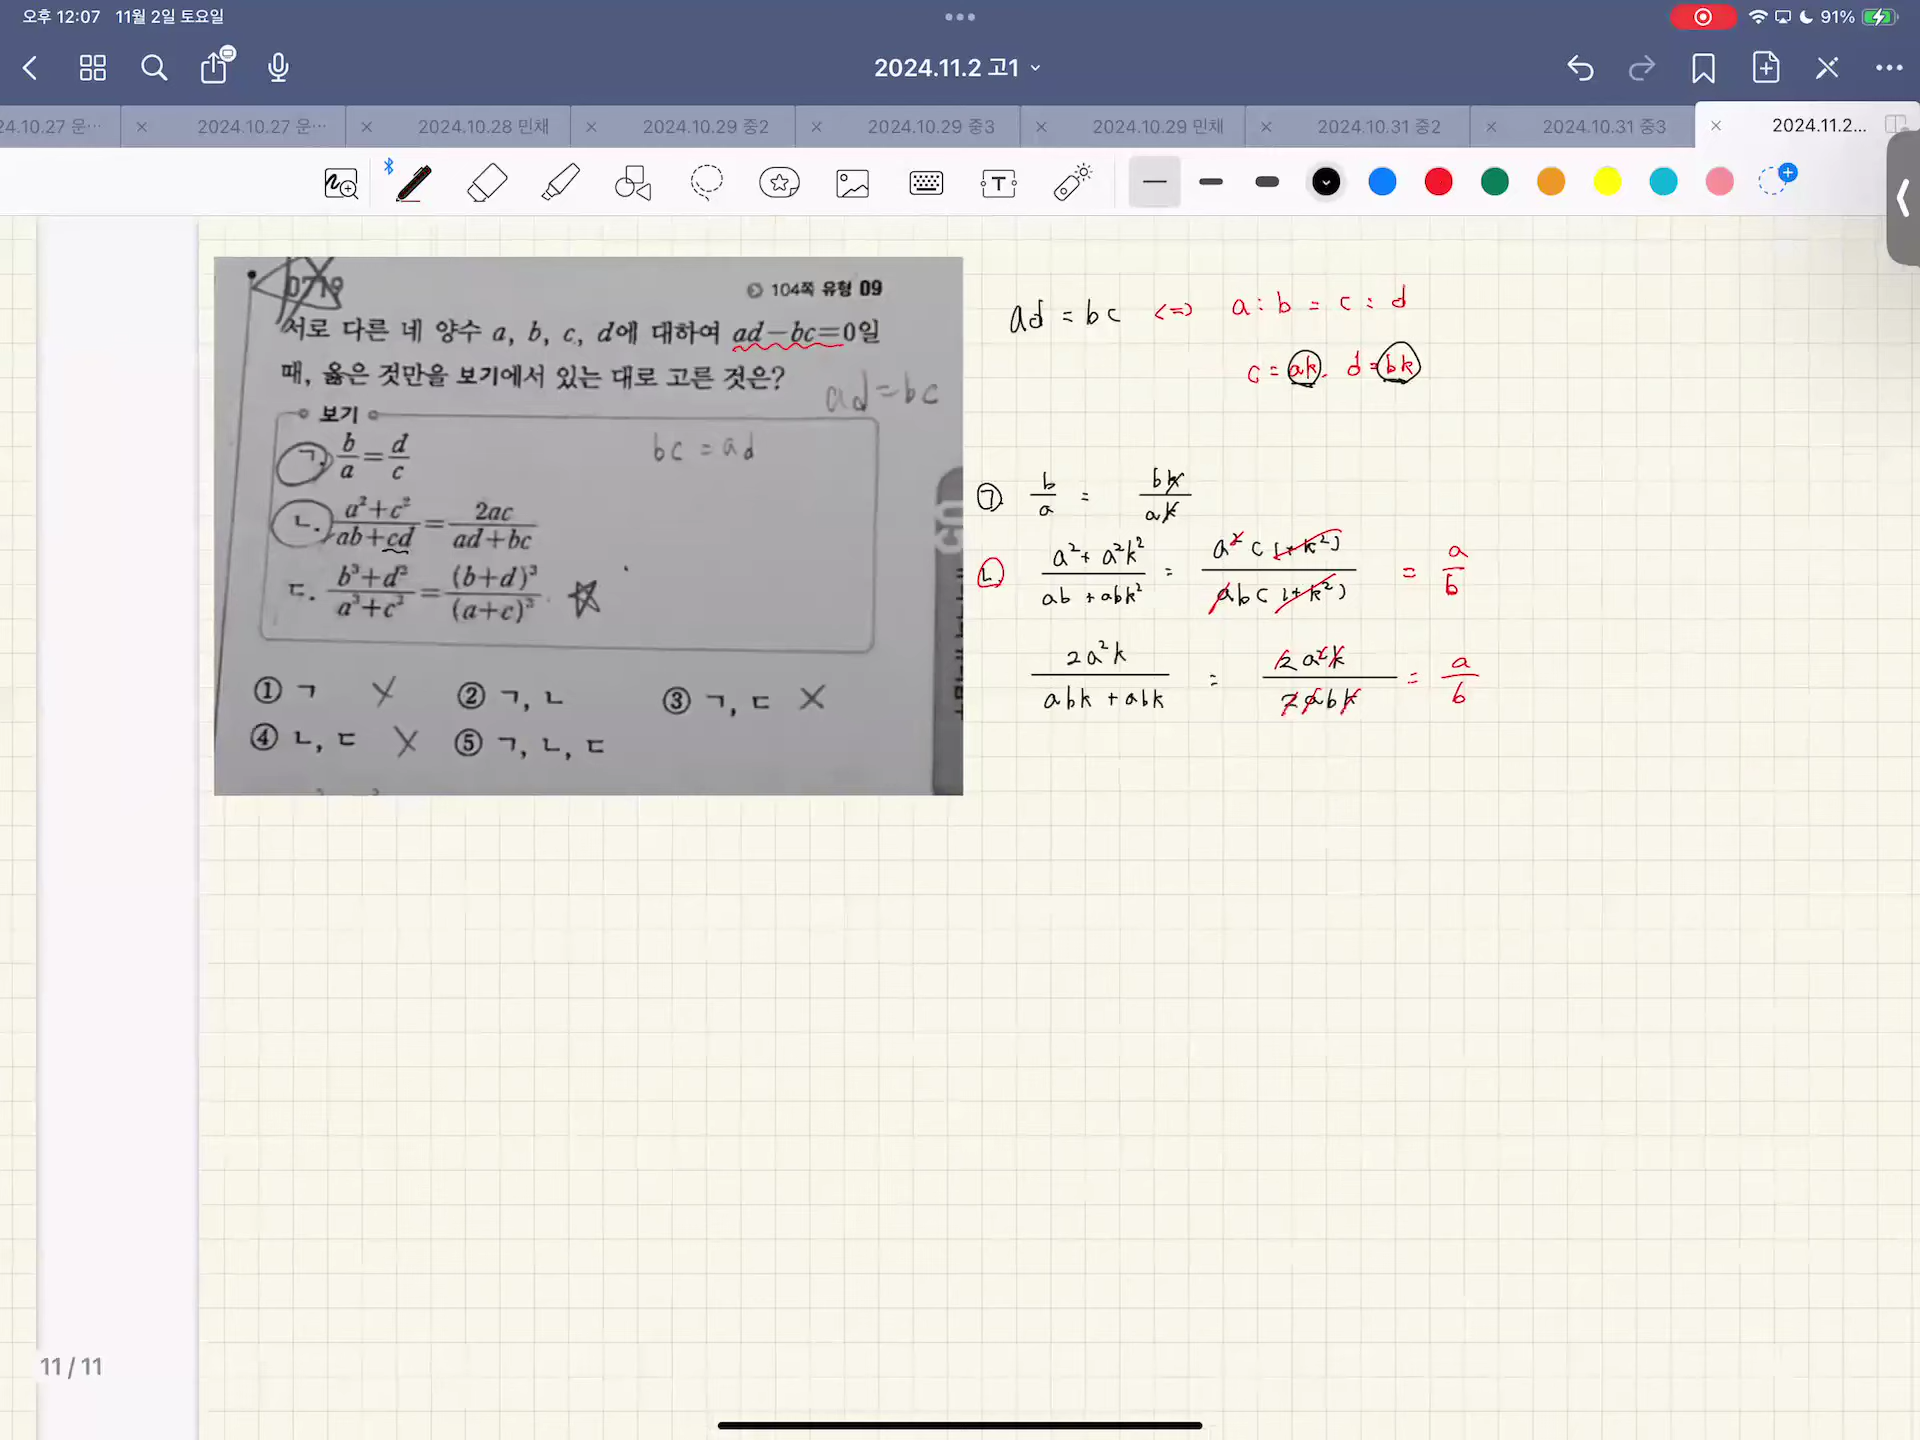 오후 12:07 11월 2일 토요일
91%
2024.11.2 고1
24.10.27 운…
2024.10.27 운…
2024.10.28 민채
2024.10.29 중2
2024.10.29 중3
2024.10.29 민채
2024.10.31 중2
2024.10.31 중3
2024.11.2...
0719
104쪽 유형 09
서로 다른 네 양수 a, b, c, d에 대하여 ad−bc=0일
때, 옳은 것만을 보기에서 있는 대로 고른 것은?
ad=bc
보기
bc = ad
ㄱ. b/a = d/c
ㄴ. (a²+c²)/(ab+cd) = 2ac/(ad+bc)
ㄷ. (b³+d³)/(a³+c³) = (b+d)³/(a+c)³
① ㄱ X ② ㄱ, ㄴ ③ ㄱ, ㄷ X
④ ㄴ, ㄷ X ⑤ ㄱ, ㄴ, ㄷ
ad = bc <=> a : b = c : d
c = ak. d = bk
ㄱ. b/a = bk/ak
ㄴ. (a²+a²k²)/(ab+abk²) = a²(1+k²)/ab(1+k²) = a/b
2a²k/(abk+abk) = 2a²k/2abk = a/b
11 / 11